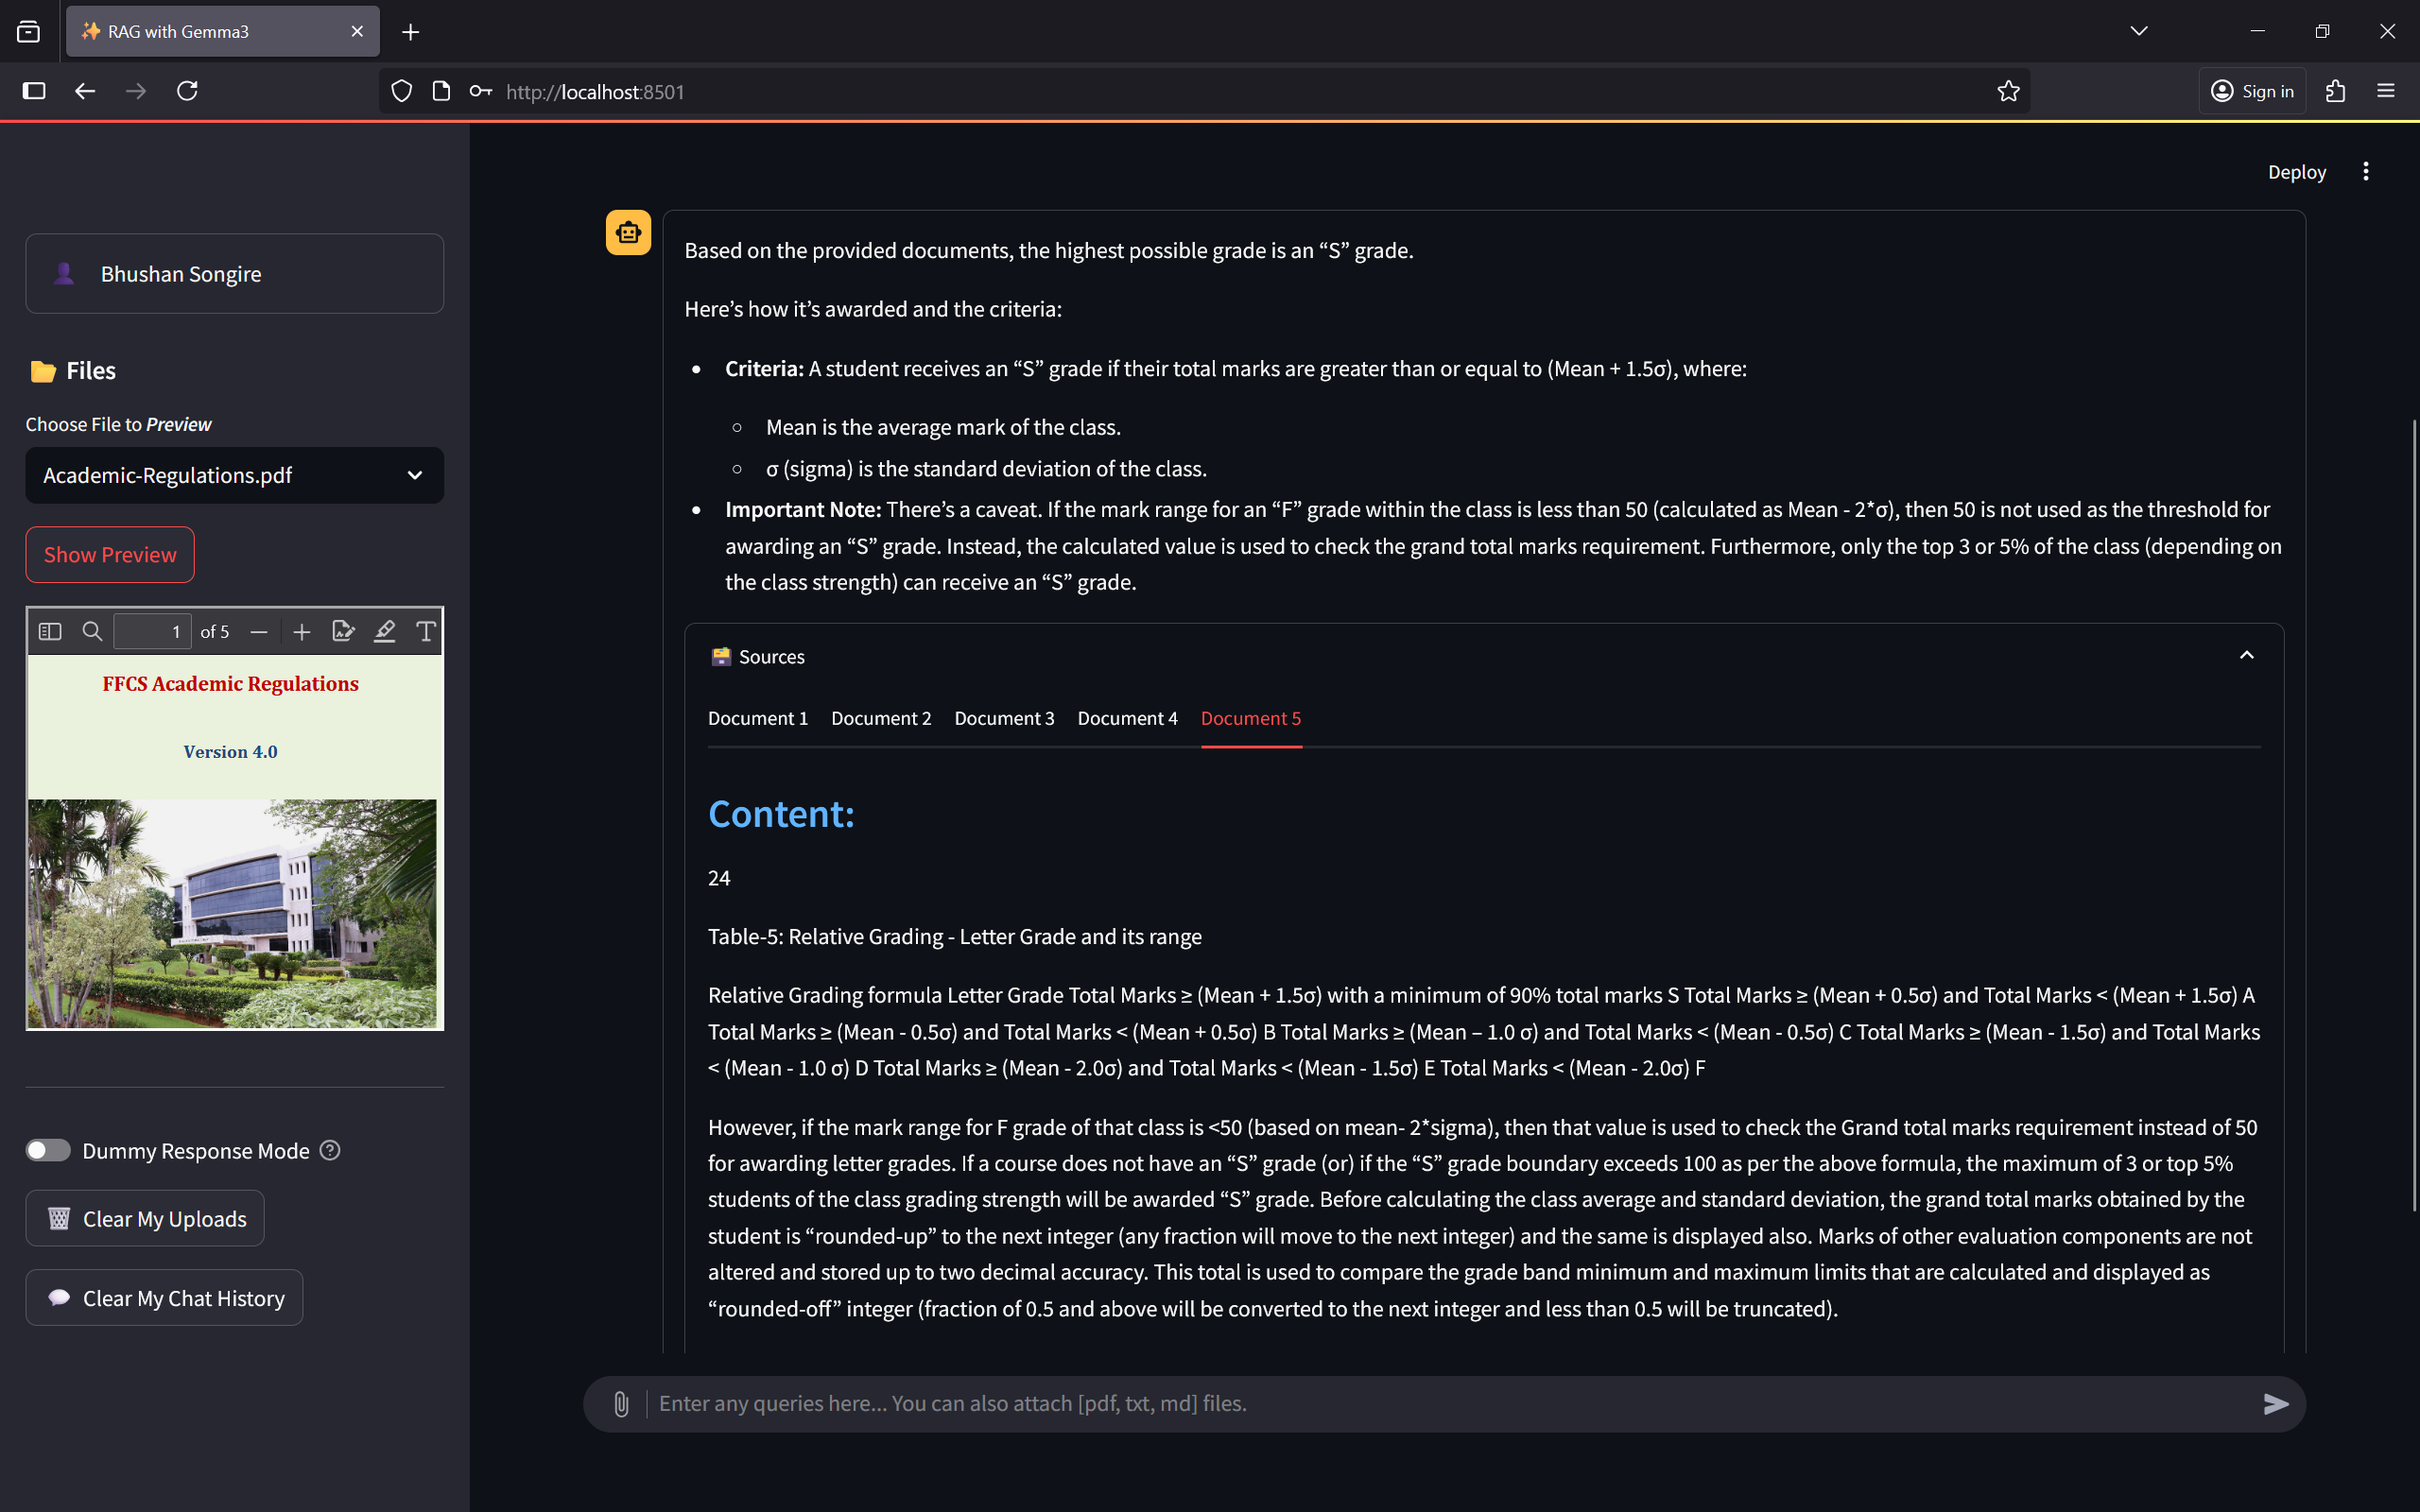 RAG with Gemma3
http://localhost:8501
Sign in
Deploy
Bhushan Songire
Files
Choose File to Preview
Academic-Regulations.pdf
Show Preview
1 of 5
FFCS Academic Regulations
Version 4.0
Dummy Response Mode
Clear My Uploads
Clear My Chat History
Based on the provided documents, the highest possible grade is an “S” grade.
Here’s how it’s awarded and the criteria:
Criteria: A student receives an “S” grade if their total marks are greater than or equal to (Mean + 1.5σ), where:
Mean is the average mark of the class.
σ (sigma) is the standard deviation of the class.
Important Note: There’s a caveat. If the mark range for an “F” grade within the class is less than 50 (calculated as Mean - 2*σ), then 50 is not used as the threshold for
awarding an “S” grade. Instead, the calculated value is used to check the grand total marks requirement. Furthermore, only the top 3 or 5% of the class (depending on
the class strength) can receive an “S” grade.
Sources
Document 1 Document 2 Document 3 Document 4 Document 5
Content:
24
Table-5: Relative Grading - Letter Grade and its range
Relative Grading formula Letter Grade Total Marks ≥ (Mean + 1.5σ) with a minimum of 90% total marks S Total Marks ≥ (Mean + 0.5σ) and Total Marks < (Mean + 1.5σ) A
Total Marks ≥ (Mean - 0.5σ) and Total Marks < (Mean + 0.5σ) B Total Marks ≥ (Mean – 1.0 σ) and Total Marks < (Mean - 0.5σ) C Total Marks ≥ (Mean - 1.5σ) and Total Marks
< (Mean - 1.0 σ) D Total Marks ≥ (Mean - 2.0σ) and Total Marks < (Mean - 1.5σ) E Total Marks < (Mean - 2.0σ) F
However, if the mark range for F grade of that class is <50 (based on mean- 2*sigma), then that value is used to check the Grand total marks requirement instead of 50
for awarding letter grades. If a course does not have an “S” grade (or) if the “S” grade boundary exceeds 100 as per the above formula, the maximum of 3 or top 5%
students of the class grading strength will be awarded “S” grade. Before calculating the class average and standard deviation, the grand total marks obtained by the
student is “rounded-up” to the next integer (any fraction will move to the next integer) and the same is displayed also. Marks of other evaluation components are not
altered and stored up to two decimal accuracy. This total is used to compare the grade band minimum and maximum limits that are calculated and displayed as
“rounded-off” integer (fraction of 0.5 and above will be converted to the next integer and less than 0.5 will be truncated).
Enter any queries here... You can also attach [pdf, txt, md] files.